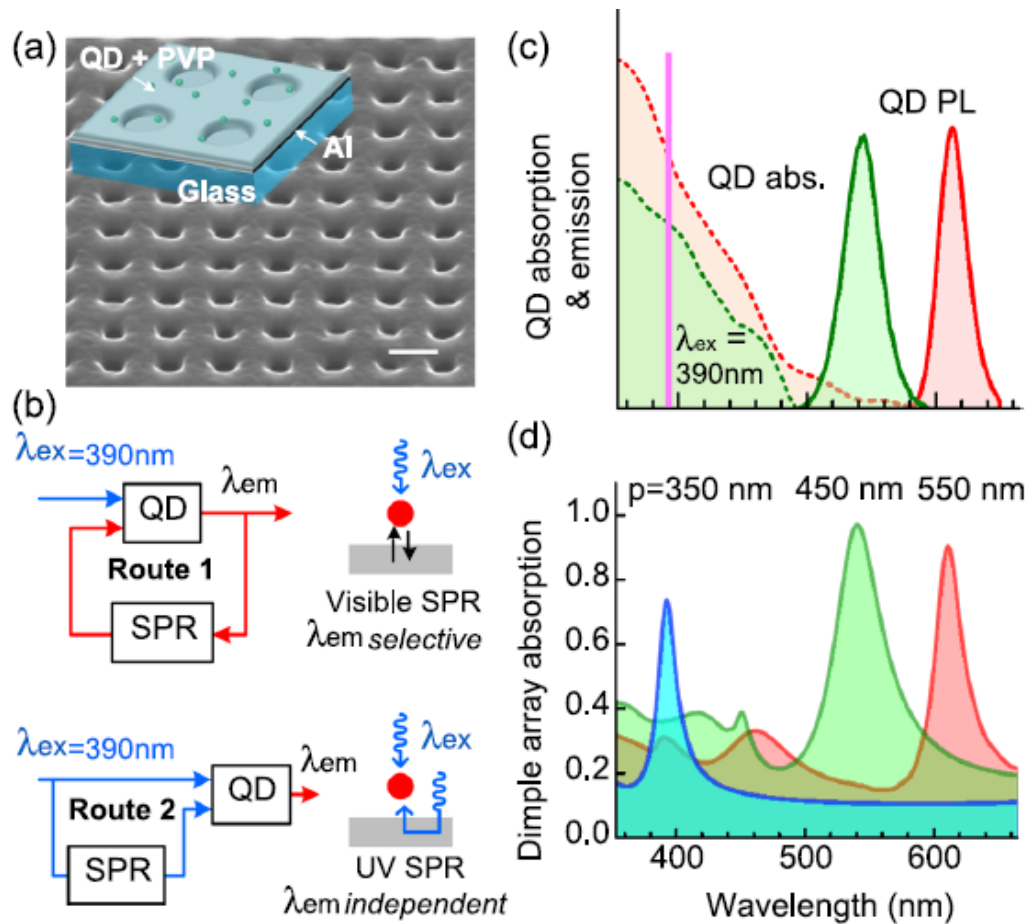 (a)
QD + PVP
Al
Glass
(b)
λex=390nm
QD
λem
Route 1
SPR
λex
Visible SPR
λem selective
λex=390nm
QD
λem
Route 2
SPR
λex
UV SPR
λem independent
(c)
QD absorption
& emission
QD abs.
QD PL
λex =
390nm
(d)
p=350 nm 450 nm 550 nm
Dimple array absorption
1.0
0.8
0.6
0.4
0.2
0.0
400 500 600
Wavelength (nm)